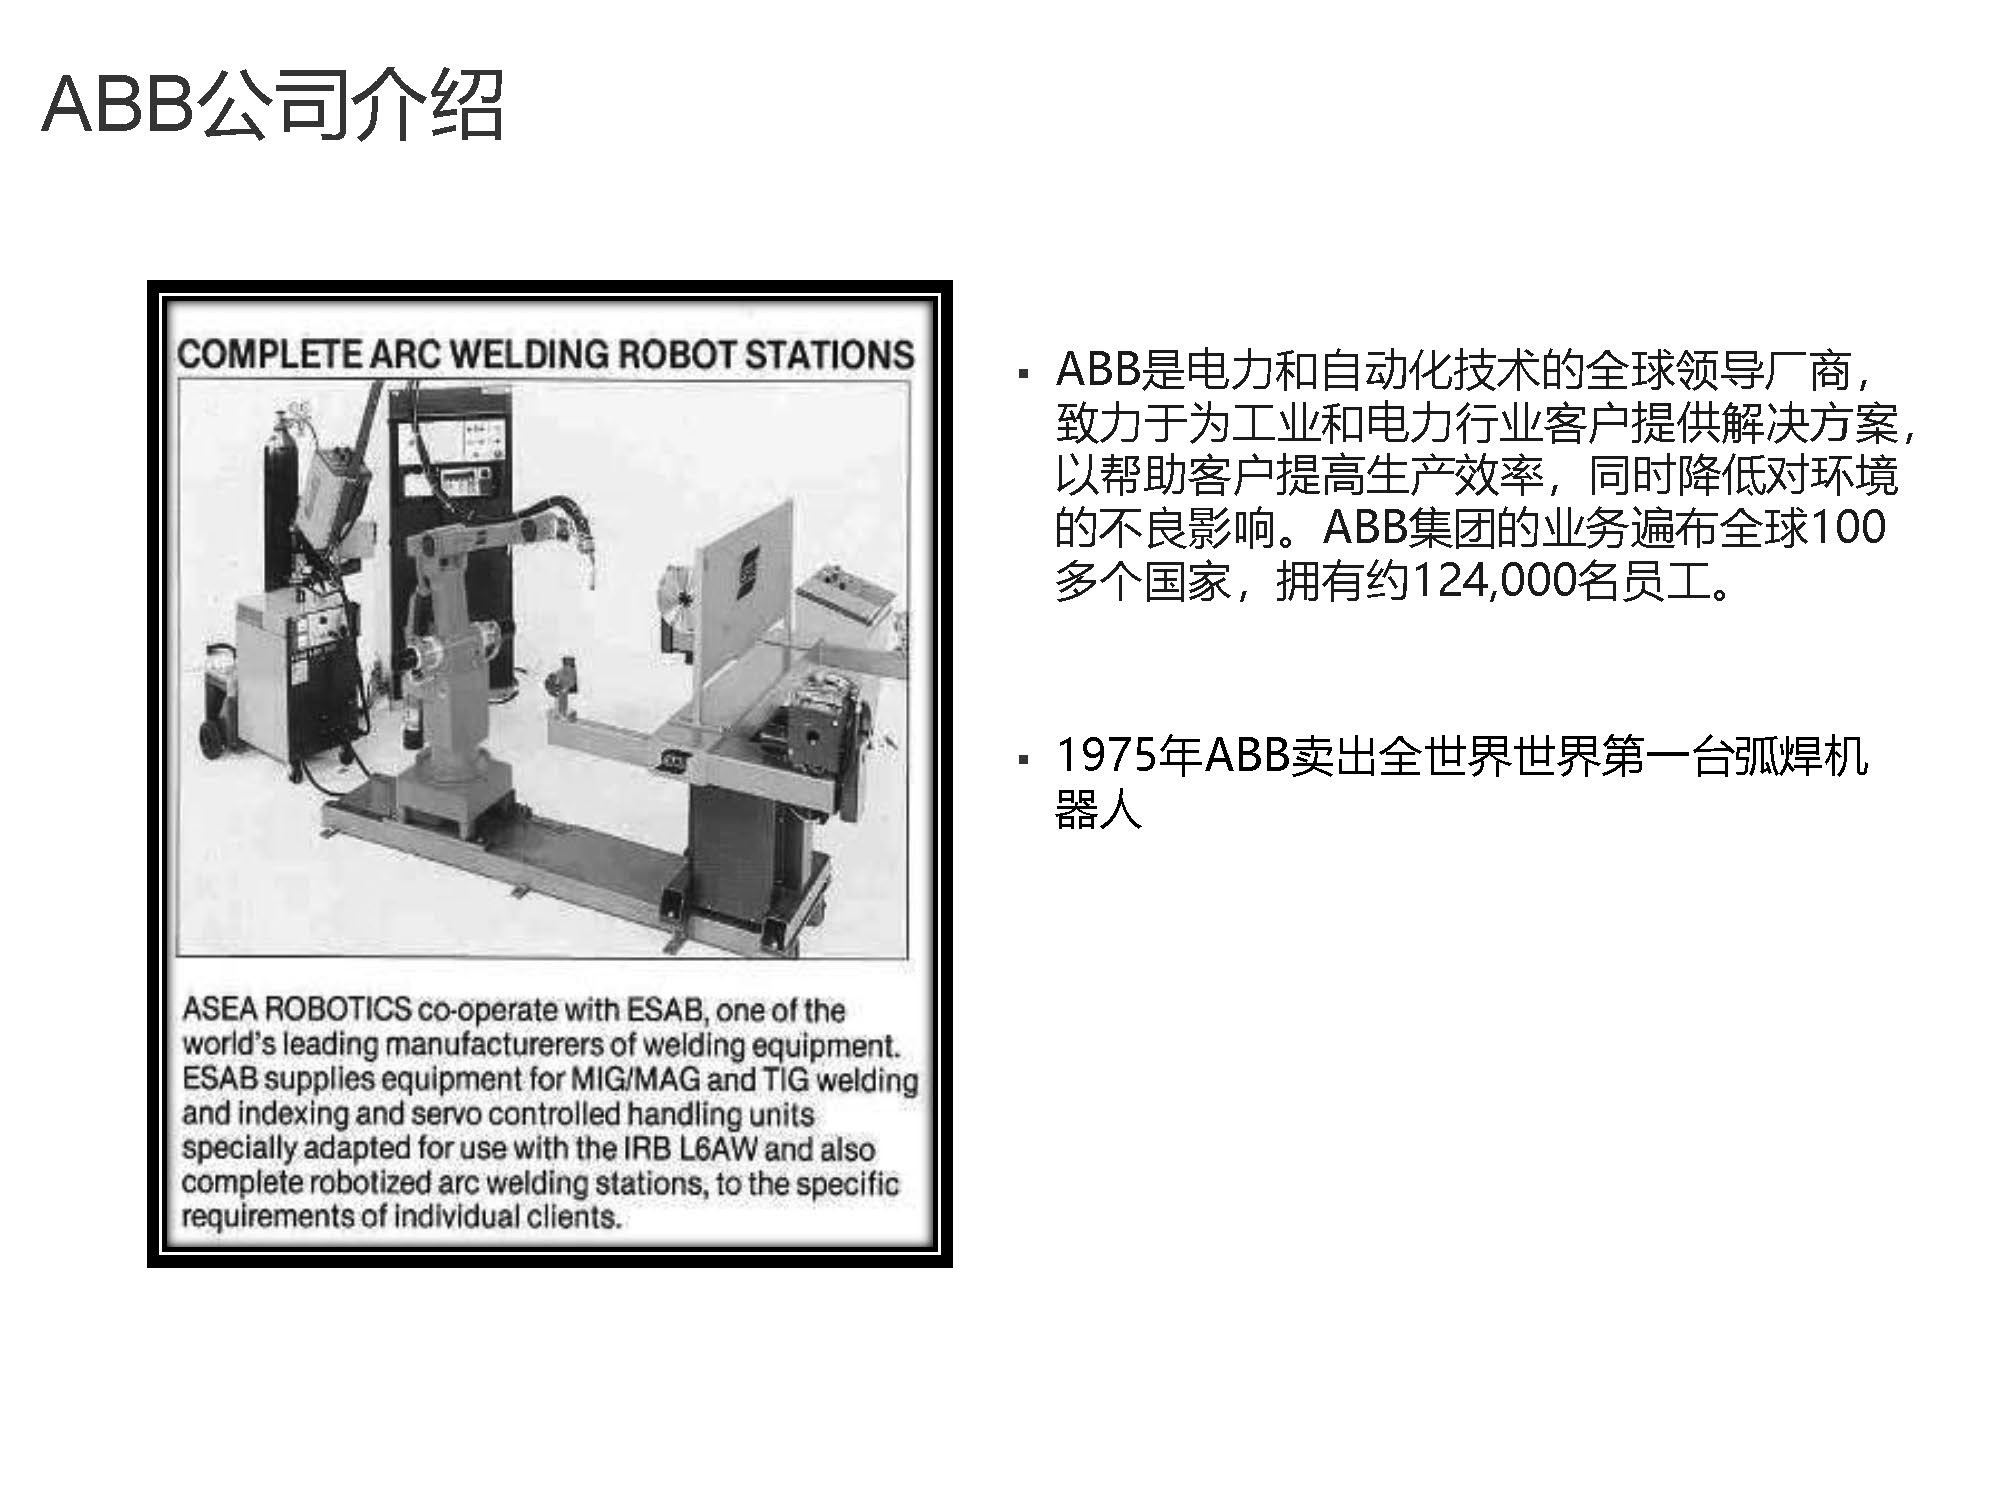 ABB公司介绍
COMPLETE ARC WELDING ROBOT STATIONS
ASEA ROBOTICS co-operate with ESAB, one of the
world's leading manufacturerers of welding equipment.
ESAB supplies equipment for MIG/MAG and TIG welding
and indexing and servo controlled handling units
specially adapted for use with the IRB L6AW and also
complete robotized arc welding stations, to the specific
requirements of individual clients.
▪ ABB是电力和自动化技术的全球领导厂商，
致力于为工业和电力行业客户提供解决方案，
以帮助客户提高生产效率，同时降低对环境
的不良影响。ABB集团的业务遍布全球100
多个国家，拥有约124,000名员工。
▪ 1975年ABB卖出全世界世界第一台弧焊机
器人